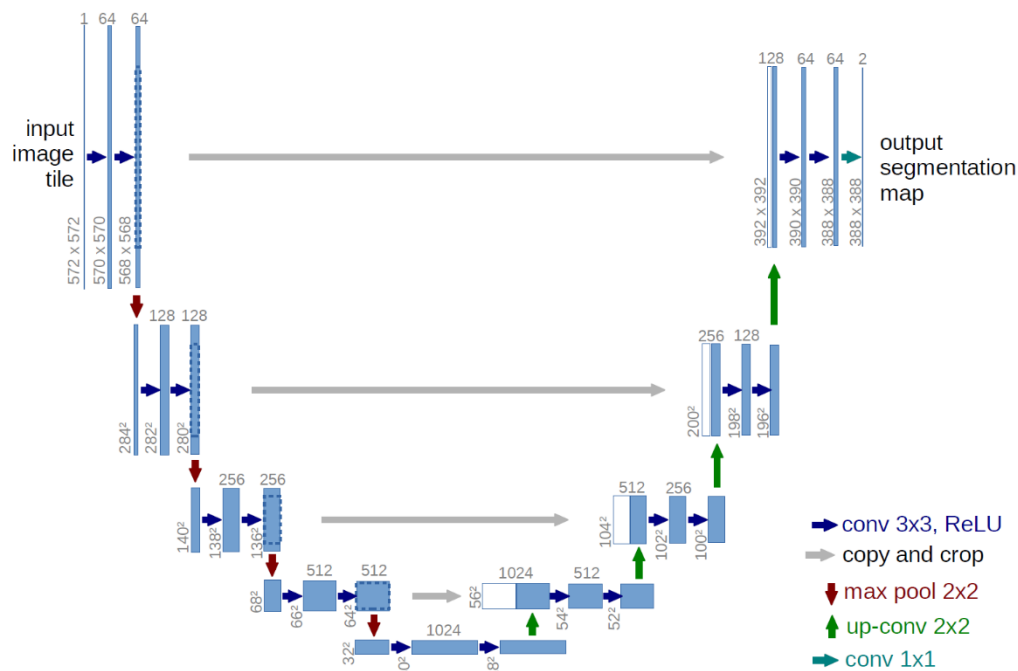 1 64 64
128 64 64 2
input
image
tile
output
segmentation
map
572 x 572
570 x 570
568 x 568
392 x 392
390 x 390
388 x 388
388 x 388
128 128
256 128
284²
282²
280²
200²
198²
196²
256 256
512 256
140²
138²
136²
104²
102²
100²
512 512
1024 512
68²
66²
64²
56²
54²
52²
1024
32²
0²
8²
conv 3x3, ReLU
copy and crop
max pool 2x2
up-conv 2x2
conv 1x1